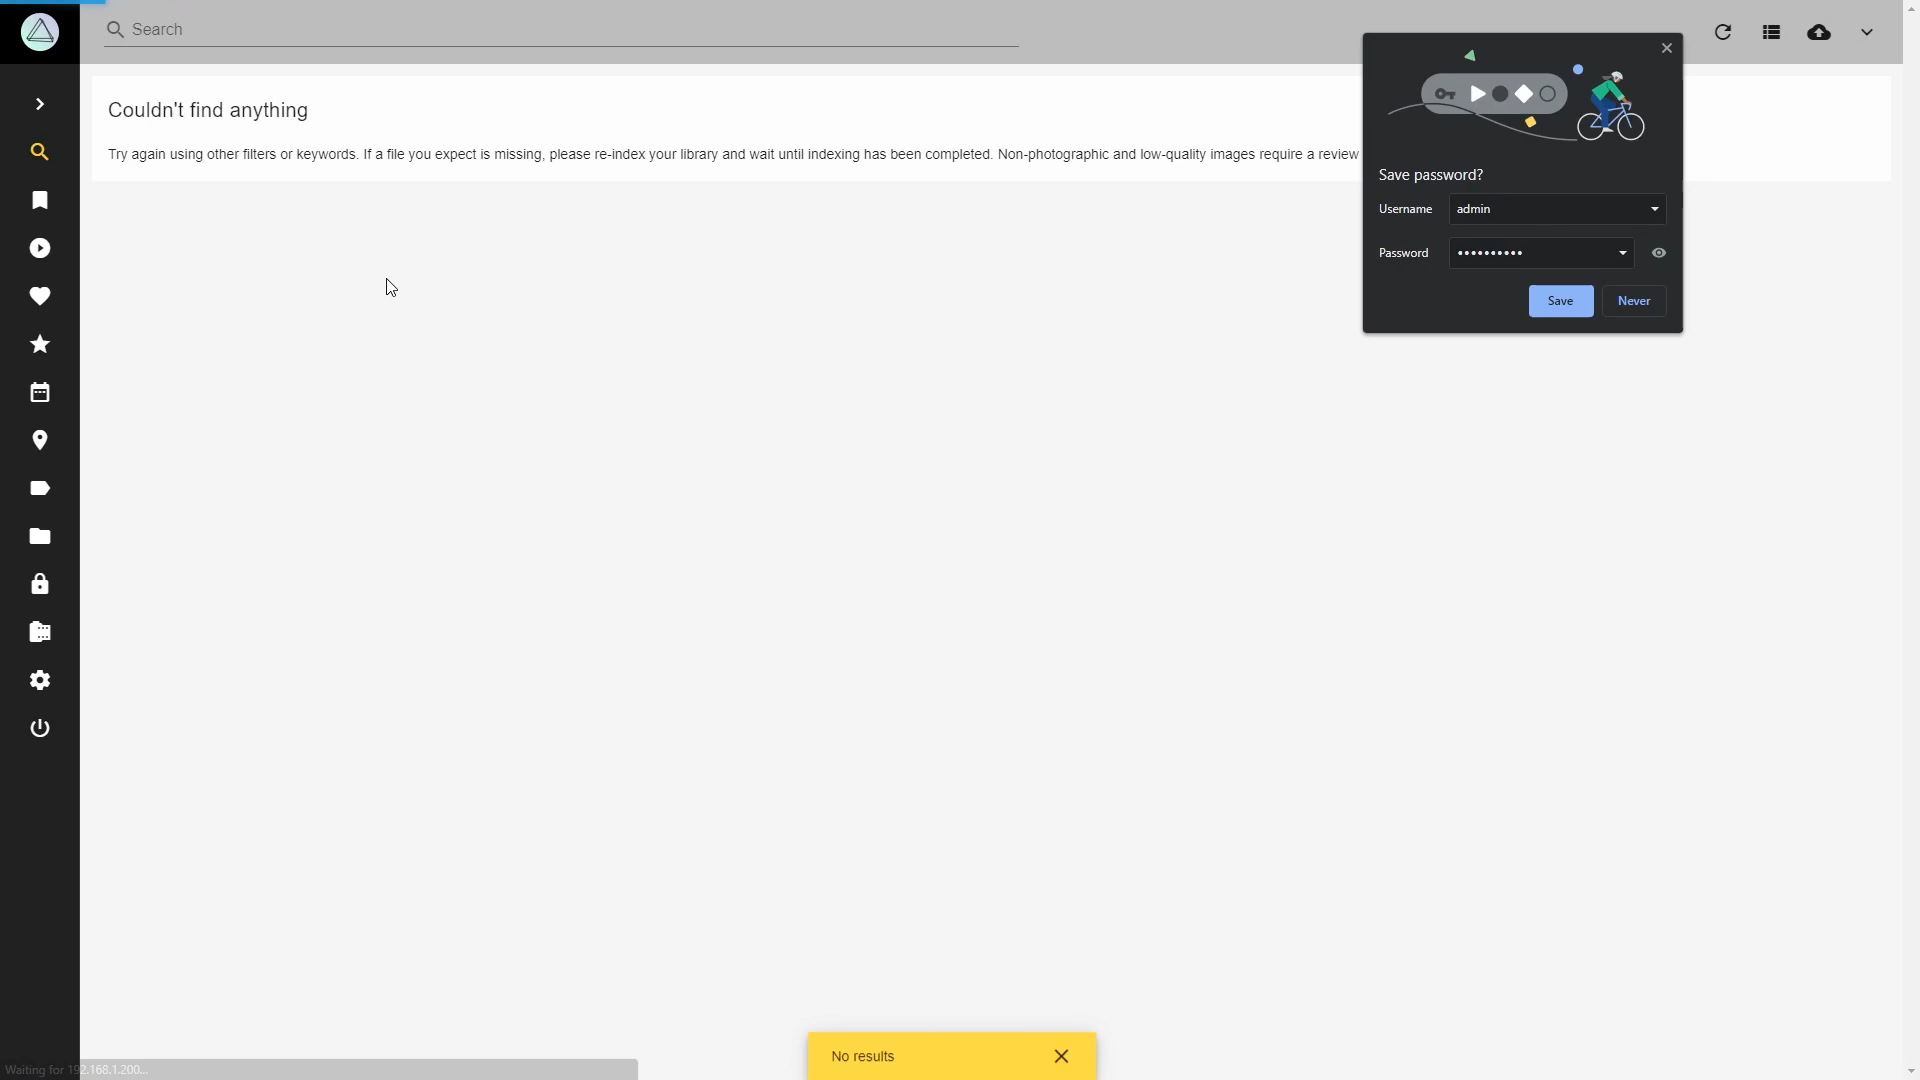 Search
Couldn't find anything
Try again using other filters or keywords. If a file you expect is missing, please re-index your library and wait until indexing has been completed. Non-photographic and low-quality images require a review
Save password?
Username admin
Password ••••••••••
Save Never
No results
Waiting for 192.168.1.200...